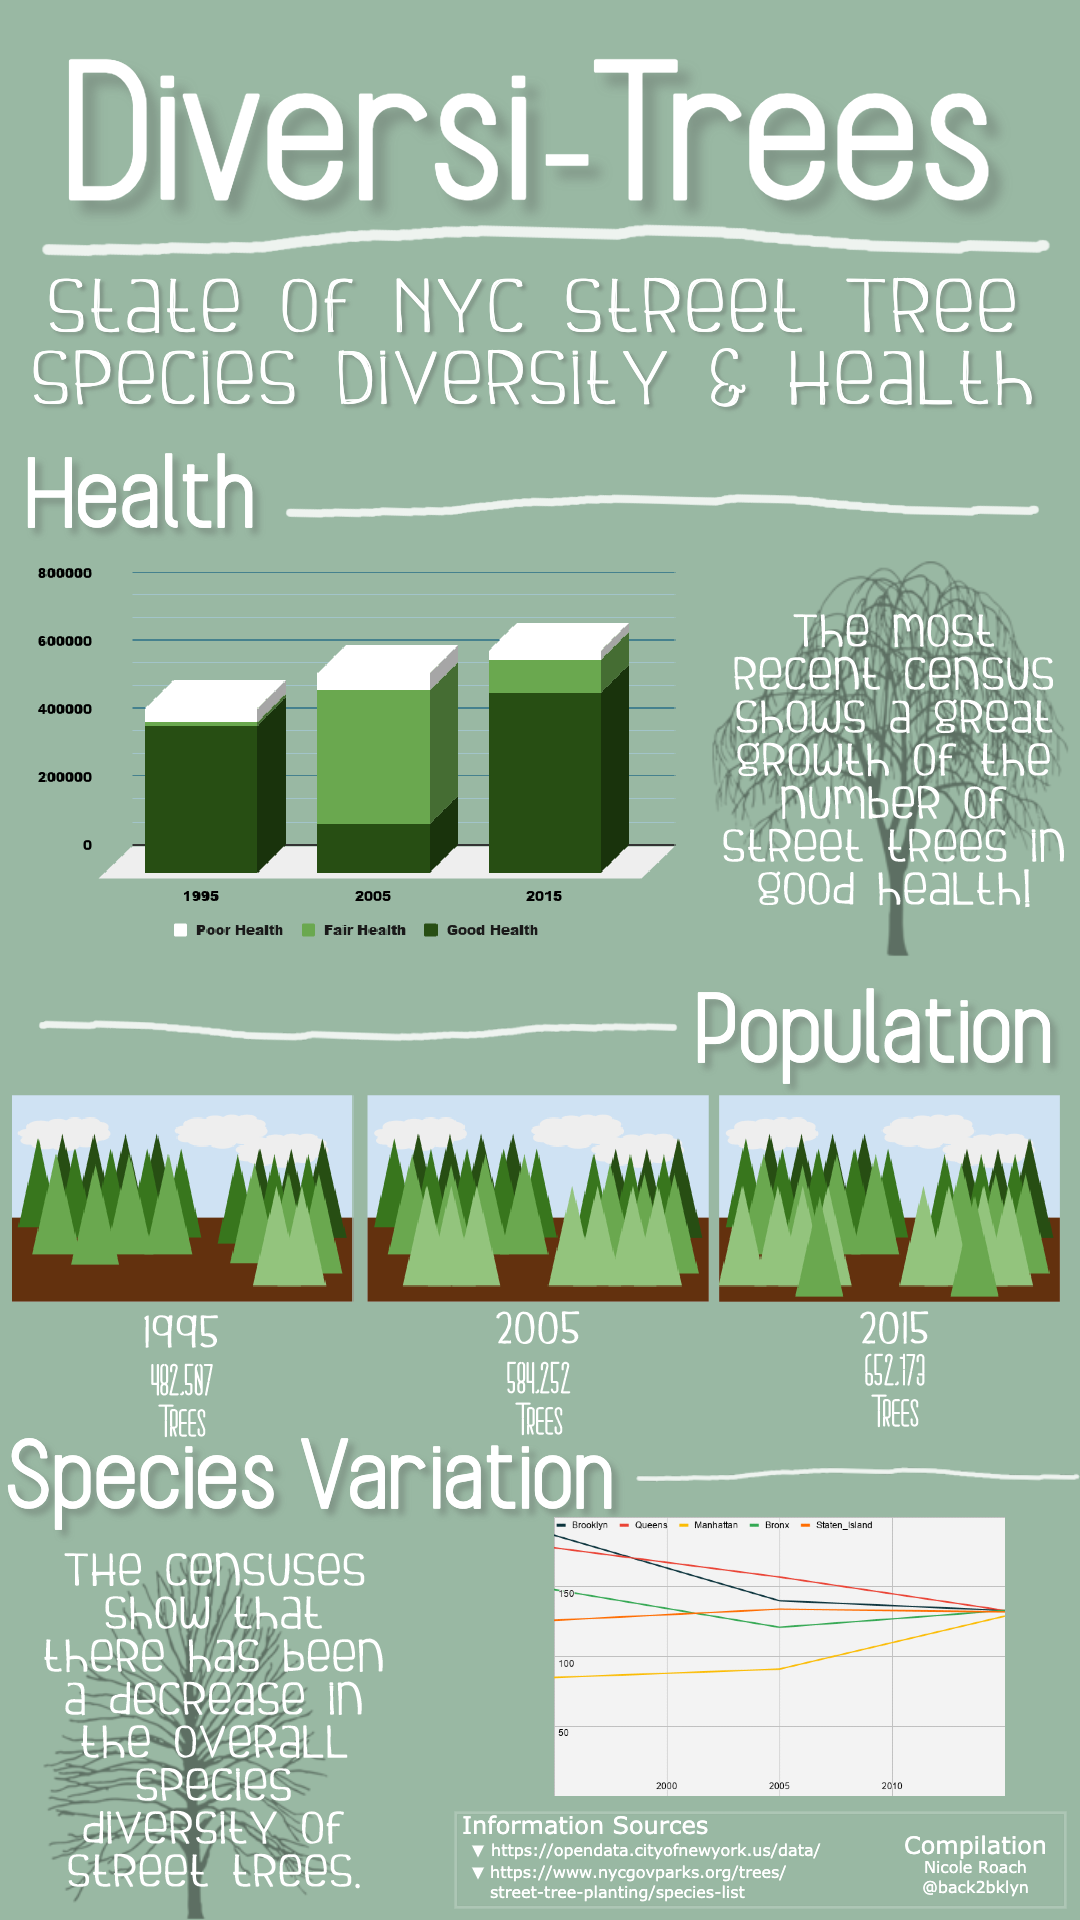 Diversi-Trees
State of NYC Street Tree
Species Diversity & Health
Health
800000
600000
400000
200000
0
1995
2005
2015
Poor Health
Fair Health
Good Health
The most
recent census
shows a great
growth of the
number of
street trees in
good health!
Population
1995
482,507
Trees
2005
584,252
Trees
2015
652,173
Trees
Species Variation
The censuses
show that
there has been
a decrease in
the overall
species
diversity of
street trees.
Brooklyn
Queens
Manhattan
Bronx
Staten_Island
150
100
50
2000
2005
2010
Information Sources
▼ https://opendata.cityofnewyork.us/data/
▼ https://www.nycgovparks.org/trees/
street-tree-planting/species-list
Compilation
Nicole Roach
@back2bklyn